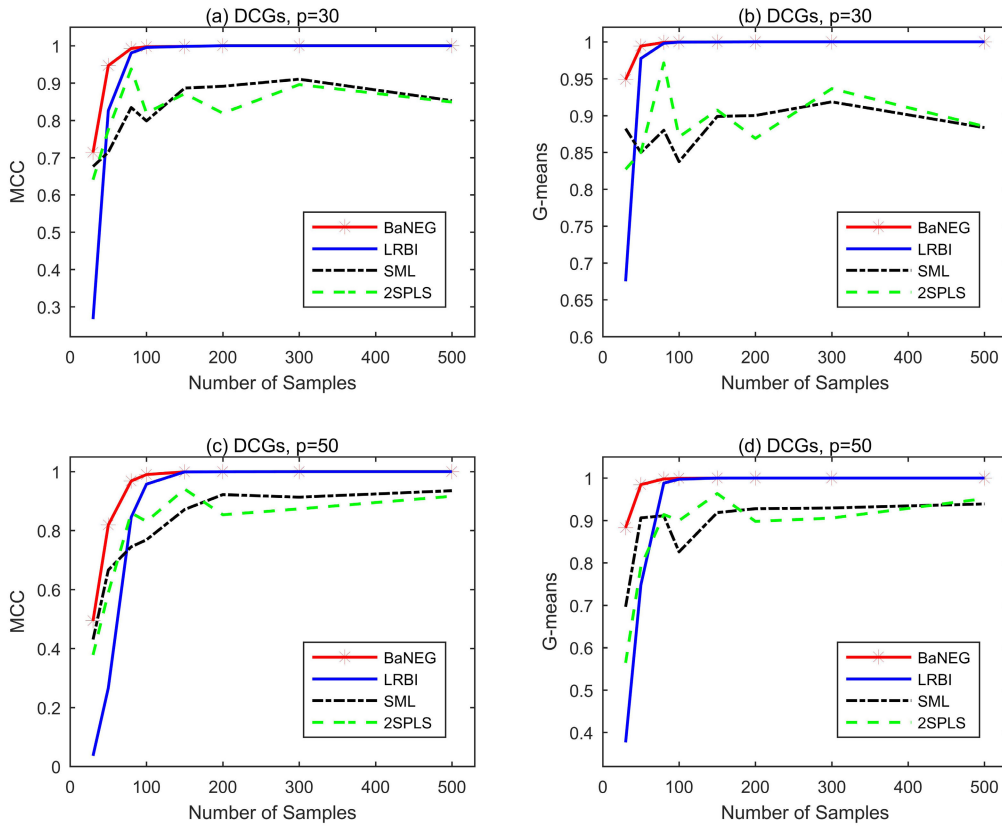 (a) DCGs, p=30
MCC
1
0.9
0.8
0.7
0.6
0.5
0.4
0.3
0 100 200 300 400 500
Number of Samples
BaNEG
LRBI
SML
2SPLS
(b) DCGs, p=30
G-means
1
0.95
0.9
0.85
0.8
0.75
0.7
0.65
0.6
0 100 200 300 400 500
Number of Samples
BaNEG
LRBI
SML
2SPLS
(c) DCGs, p=50
MCC
1
0.8
0.6
0.4
0.2
0
0 100 200 300 400 500
Number of Samples
BaNEG
LRBI
SML
2SPLS
(d) DCGs, p=50
G-means
1
0.9
0.8
0.7
0.6
0.5
0.4
0 100 200 300 400 500
Number of Samples
BaNEG
LRBI
SML
2SPLS